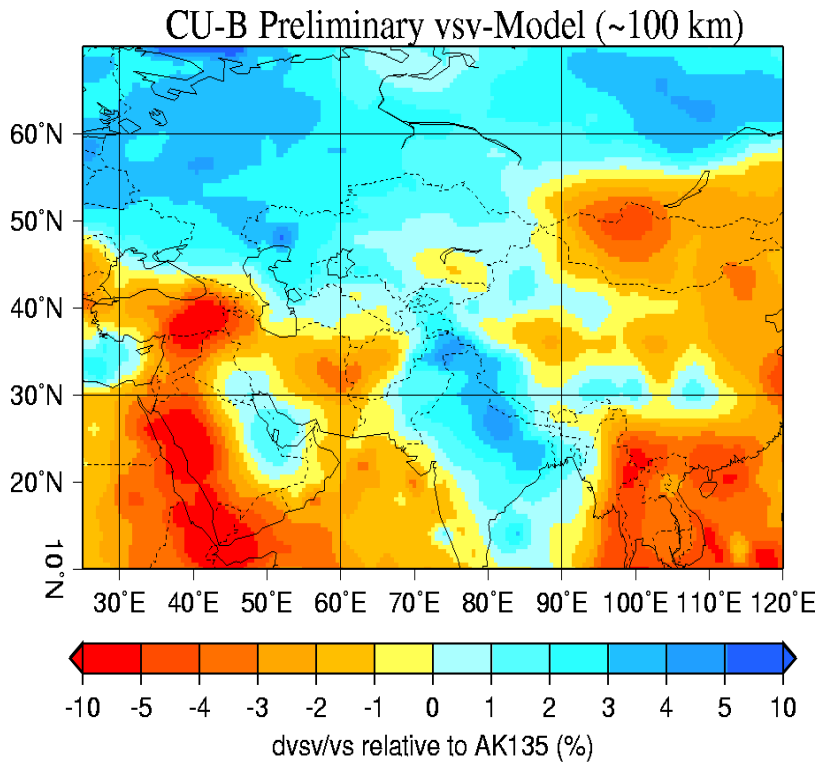 CU-B Preliminary vsv-Model (~100 km)
60˚N
50˚N
40˚N
30˚N
20˚N
10˚N
30˚E 40˚E 50˚E 60˚E 70˚E 80˚E 90˚E 100˚E 110˚E 120˚E
-10 -5 -4 -3 -2 -1 0 1 2 3 4 5 10
dvsv/vs relative to AK135 (%)